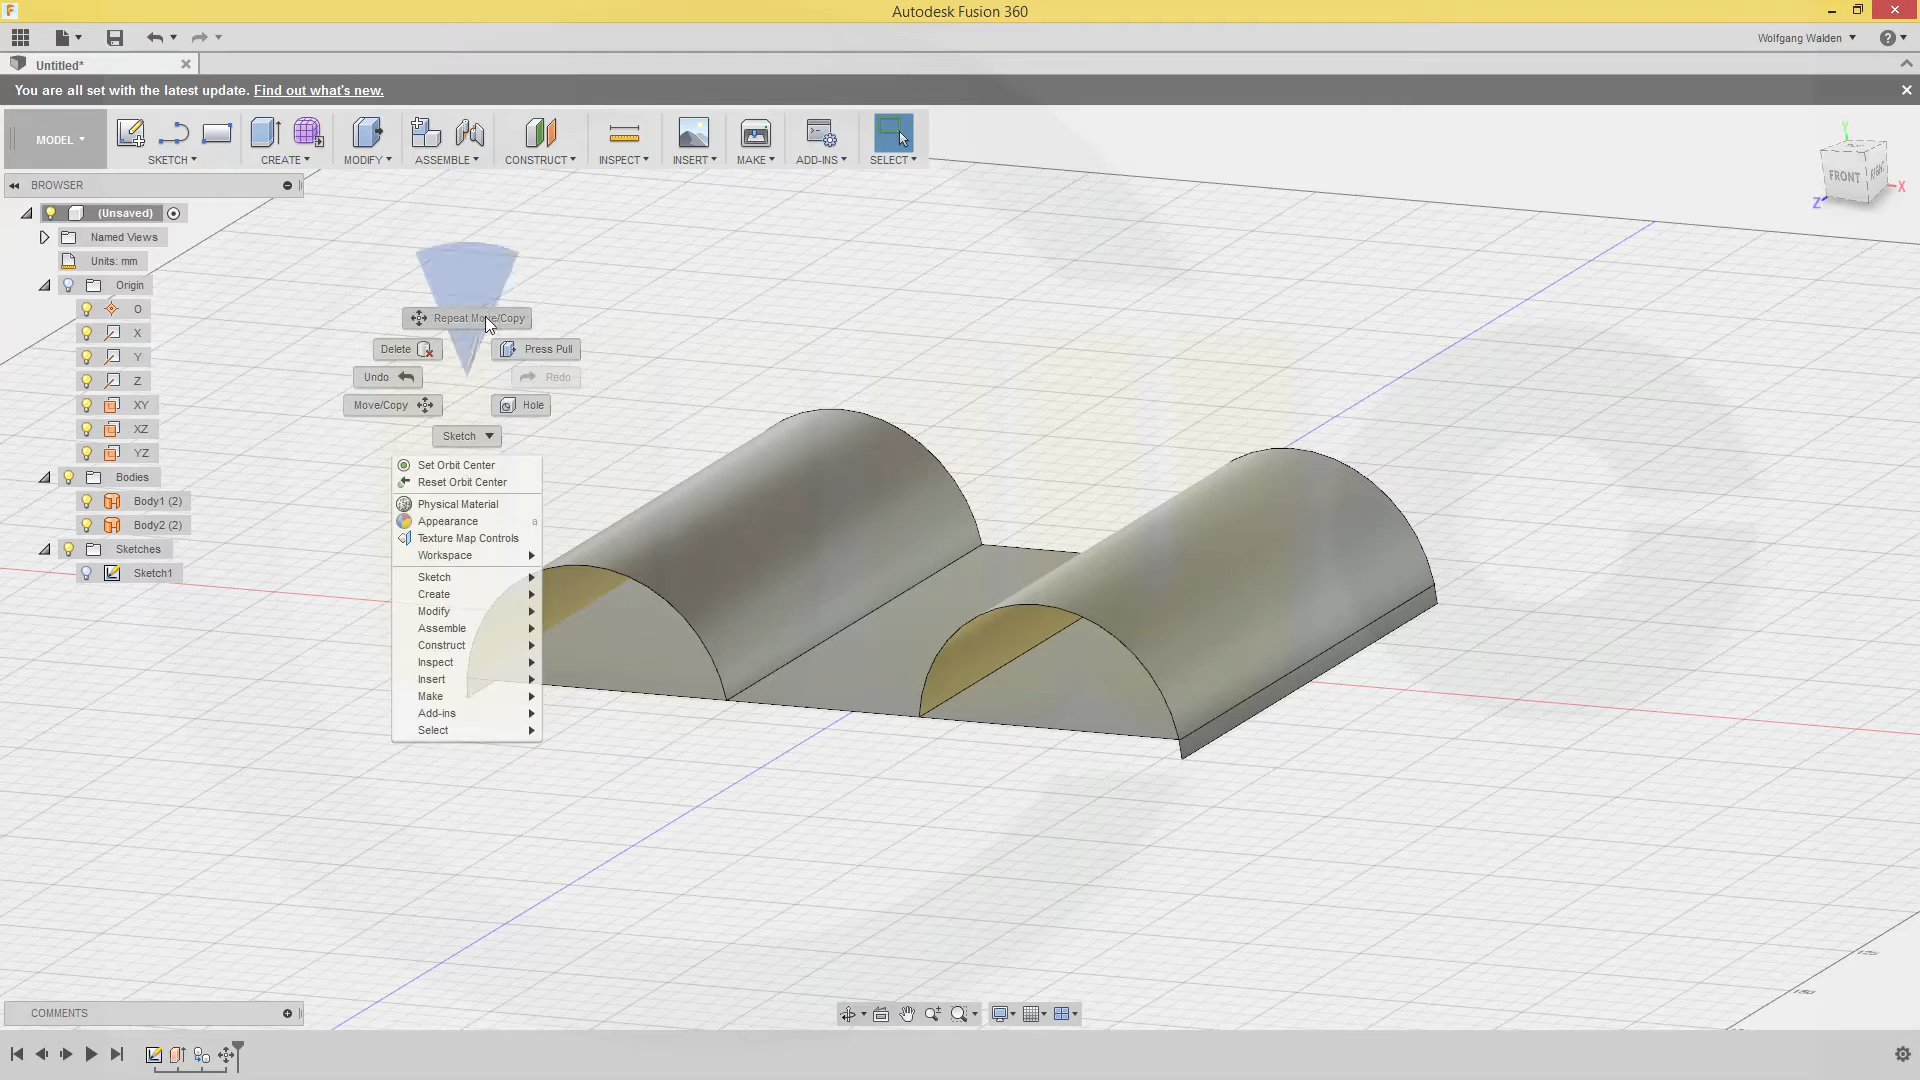 Autodesk Fusion 360
Wolfgang Walden
Untitled*
You are all set with the latest update. Find out what's new.
MODEL
SKETCH CREATE MODIFY ASSEMBLE CONSTRUCT INSPECT INSERT MAKE ADD-INS SELECT
Y
FRONT
RIGHT
X
Z
BROWSER
(Unsaved)
Named Views
Units: mm
Origin
O
X
Y
Z
XY
XZ
YZ
Bodies
Body1 (2)
Body2 (2)
Sketches
Sketch1
Repeat Move/Copy
Delete Press Pull
Undo Redo
Move/Copy Hole
Sketch
Set Orbit Center
Reset Orbit Center
Physical Material
Appearance a
Texture Map Controls
Workspace
Sketch
Create
Modify
Assemble
Construct
Inspect
Insert
Make
Add-ins
Select
125
150
COMMENTS